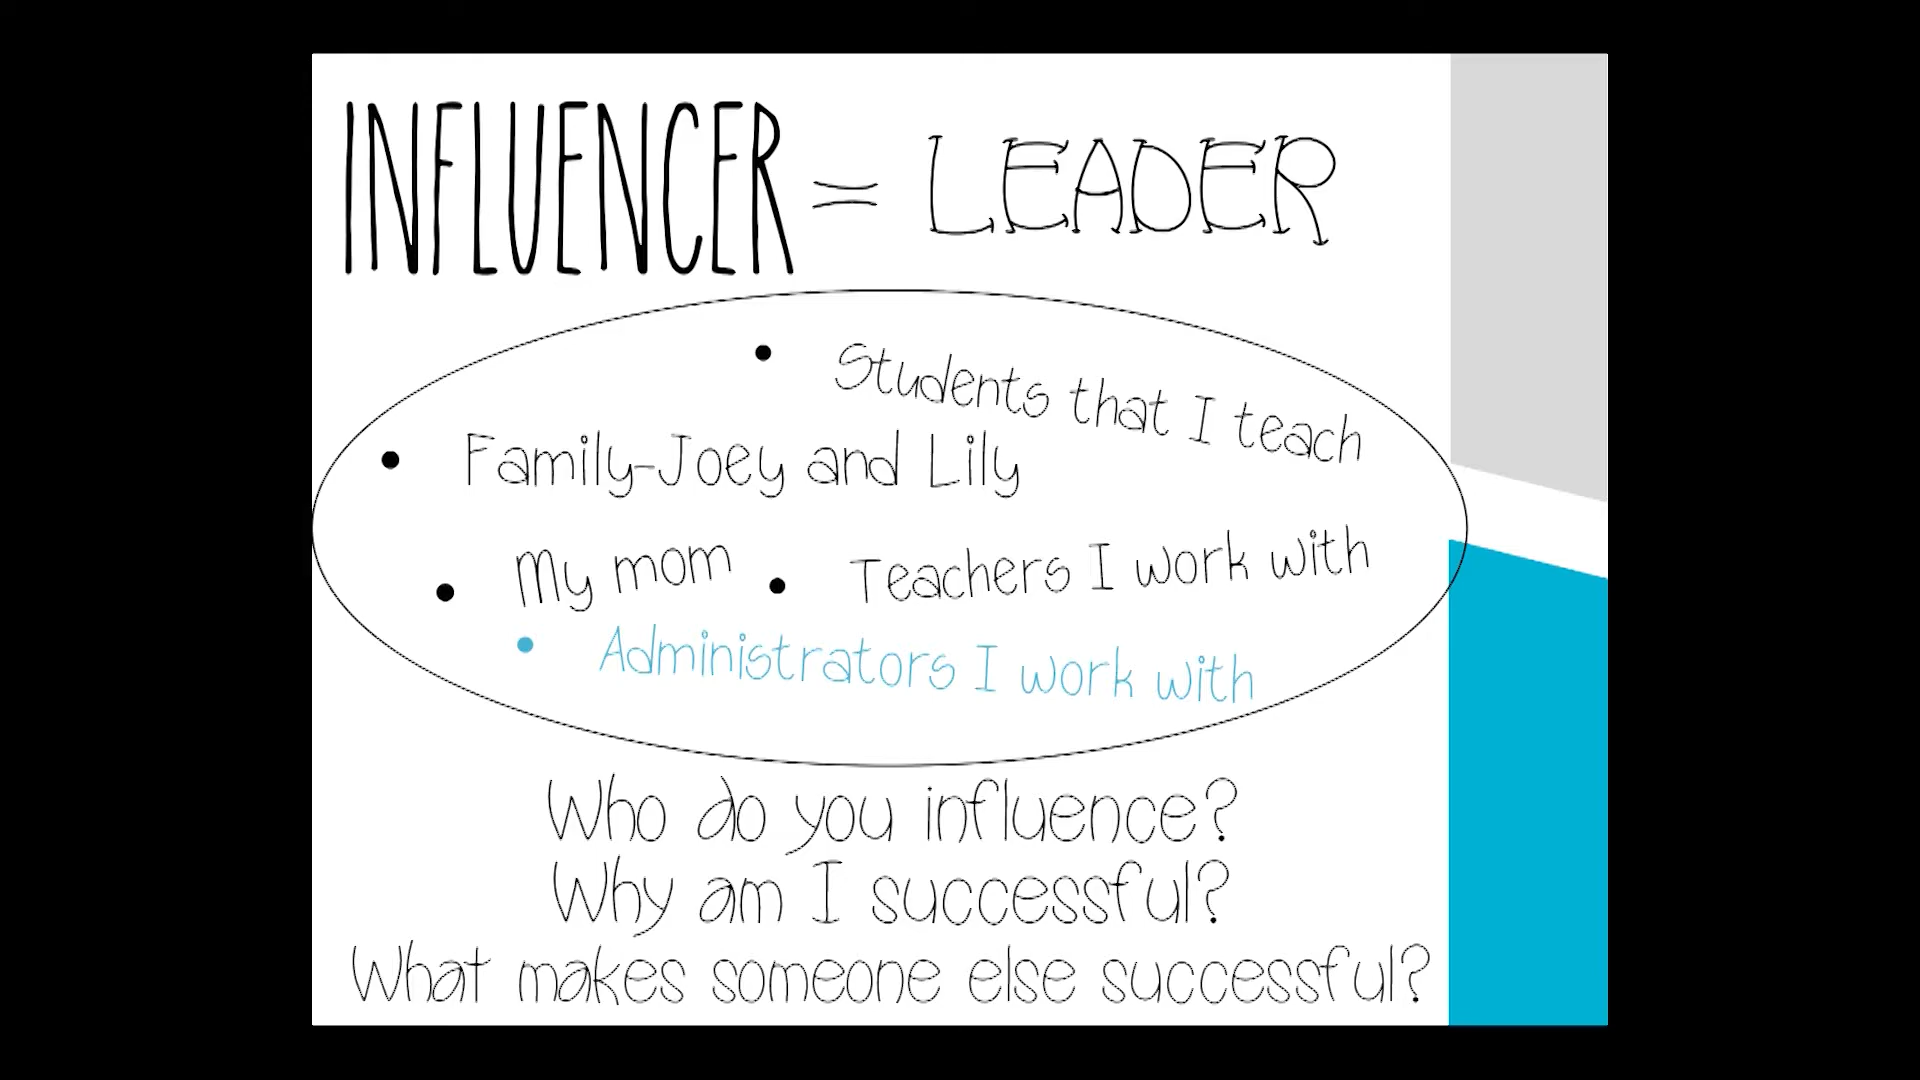 INFLUENCER = LEADER
• Students that I teach
• Family-Joey and Lily
• My mom
• Teachers I work with
• Administrators I work with
Who do you influence?
Why am I successful?
What makes someone else successful?